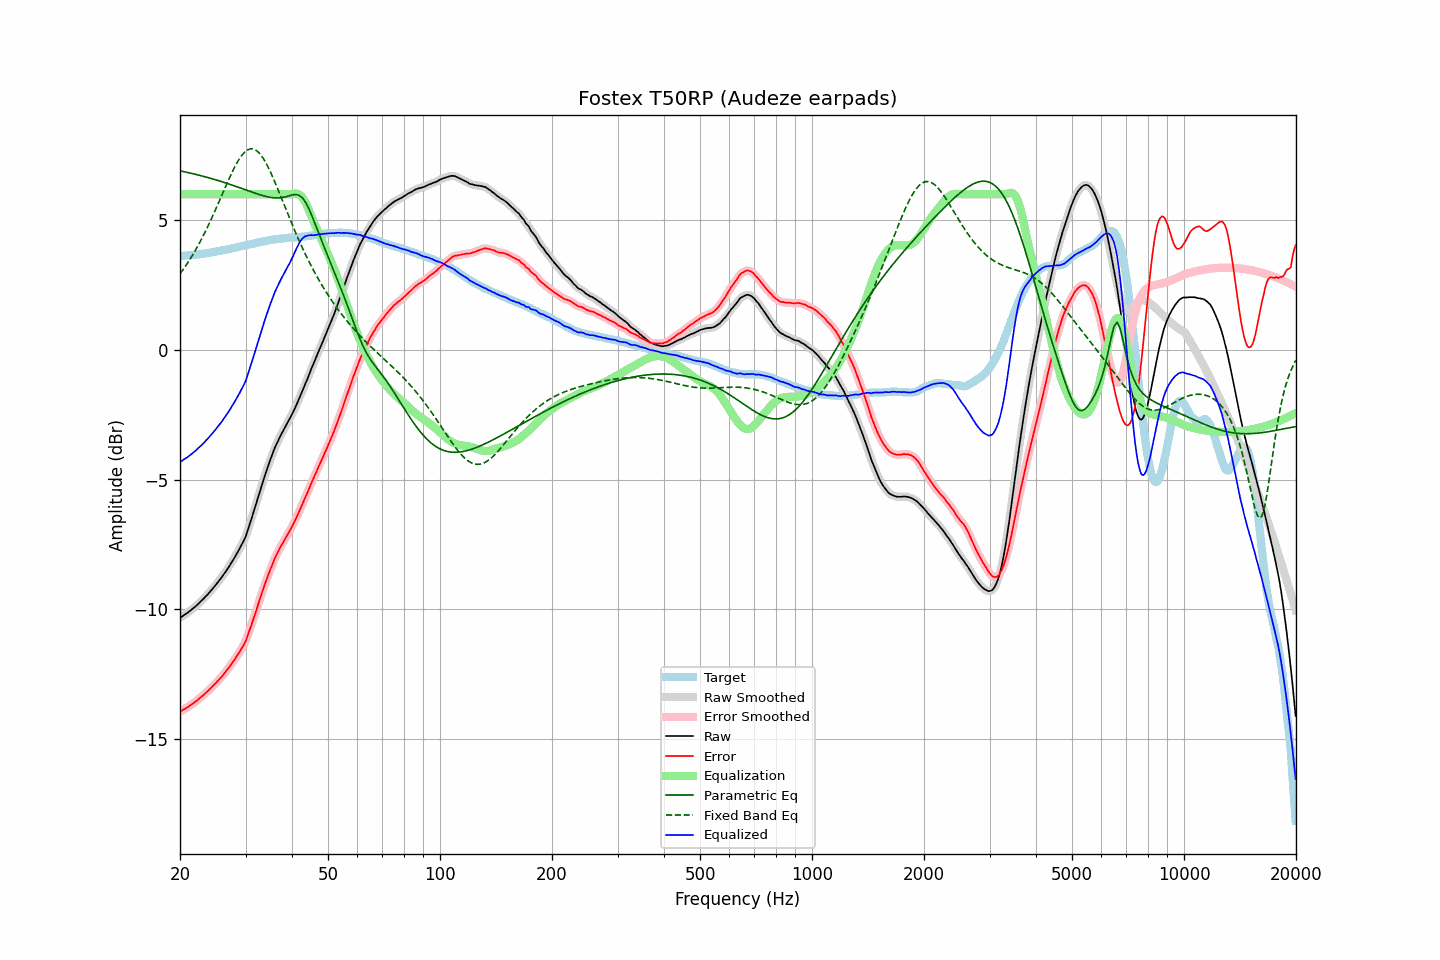 Fostex T50RP (Audeze earpads)
Amplitude (dBr)
5
0
−5
−10
−15
Target
Raw Smoothed
Error Smoothed
Raw
Error
Equalization
Parametric Eq
Fixed Band Eq
Equalized
20 50 100 200 500 1000 2000 5000 10000 20000
Frequency (Hz)